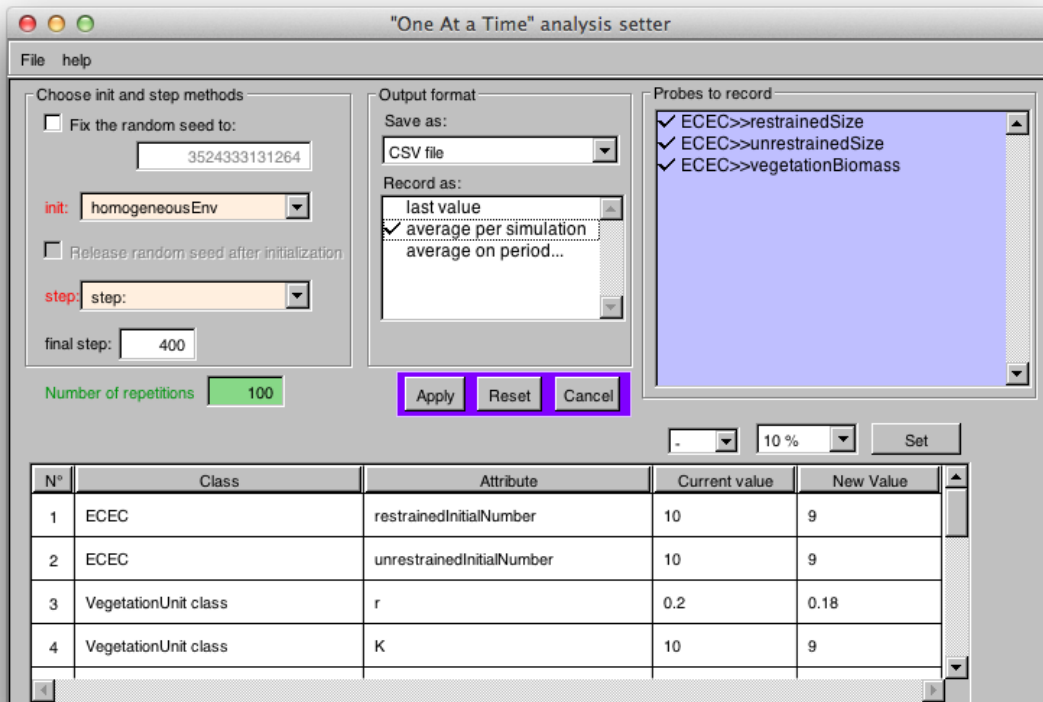 "One At a Time" analysis setter
File help
Choose init and step methods
Fix the random seed to:
3524333131264
init: homogeneousEnv
Release random seed after initialization
step: step:
final step: 400
Number of repetitions 100
Output format
Save as:
CSV file
Record as:
last value
average per simulation
average on period...
Apply Reset Cancel
Probes to record
ECEC>>restrainedSize
ECEC>>unrestrainedSize
ECEC>>vegetationBiomass
- 10 % Set
N° Class Attribute Current value New Value
1 ECEC restrainedInitialNumber 10 9
2 ECEC unrestrainedInitialNumber 10 9
3 VegetationUnit class r 0.2 0.18
4 VegetationUnit class K 10 9